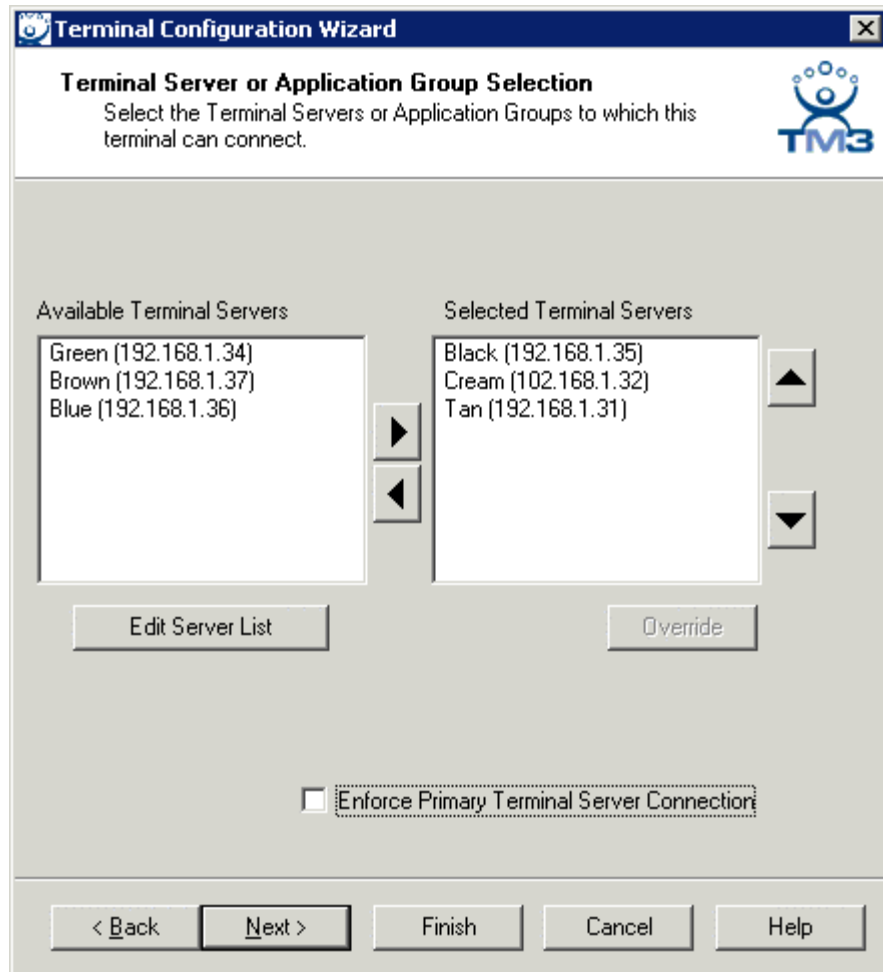 Terminal Configuration Wizard
Terminal Server or Application Group Selection
Select the Terminal Servers or Application Groups to which this
terminal can connect.
TM3
Available Terminal Servers
Green (192.168.1.34)
Brown (192.168.1.37)
Blue (192.168.1.36)
Selected Terminal Servers
Black (192.168.1.35)
Cream (102.168.1.32)
Tan (192.168.1.31)
Edit Server List
Override
Enforce Primary Terminal Server Connection
< Back
Next >
Finish
Cancel
Help